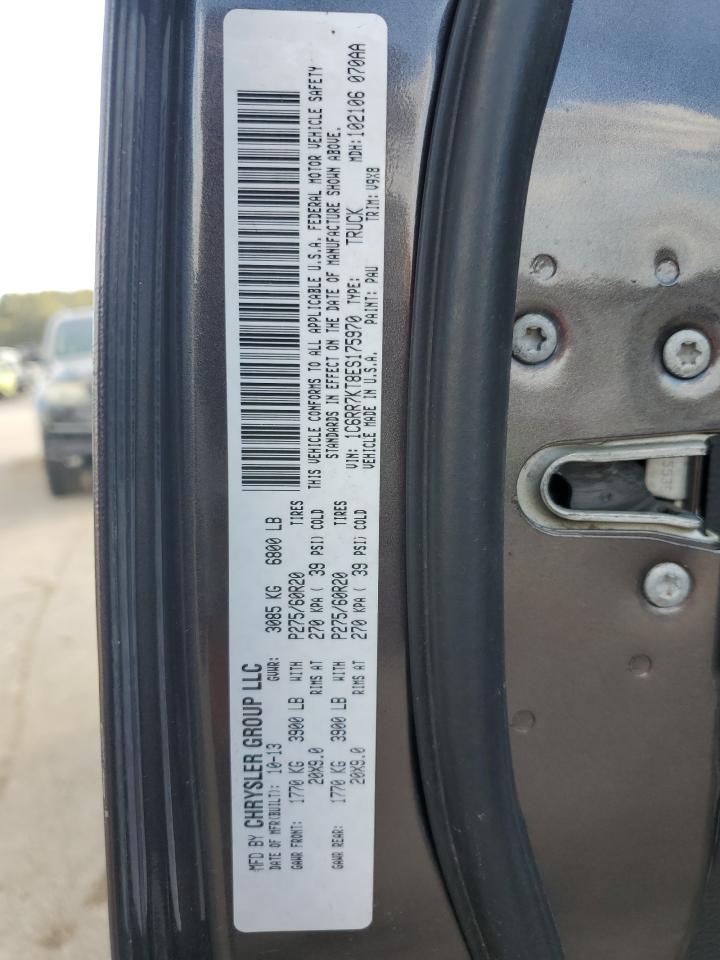 MFD BY CHRYSLER GROUP LLC
DATE OF MFR(BUILT): 10-13 GVWR: 3085 KG 6800 LB
GAWR FRONT: 1770 KG 3900 LB WITH P275/60R20 TIRES
20X9.0 RIMS AT 270 KPA ( 39 PSI) COLD
GAWR REAR: 1770 KG 3900 LB WITH P275/60R20 TIRES
20X9.0 RIMS AT 270 KPA ( 39 PSI) COLD
THIS VEHICLE CONFORMS TO ALL APPLICABLE U.S.A. FEDERAL MOTOR VEHICLE SAFETY
STANDARDS IN EFFECT ON THE DATE OF MANUFACTURE SHOWN ABOVE.
VIN: 1C6RR7KT8ES175970 TYPE: TRUCK MDH:102106 070AA
VEHICLE MADE IN U.S.A. PAINT: PAU TRIM: V9X8